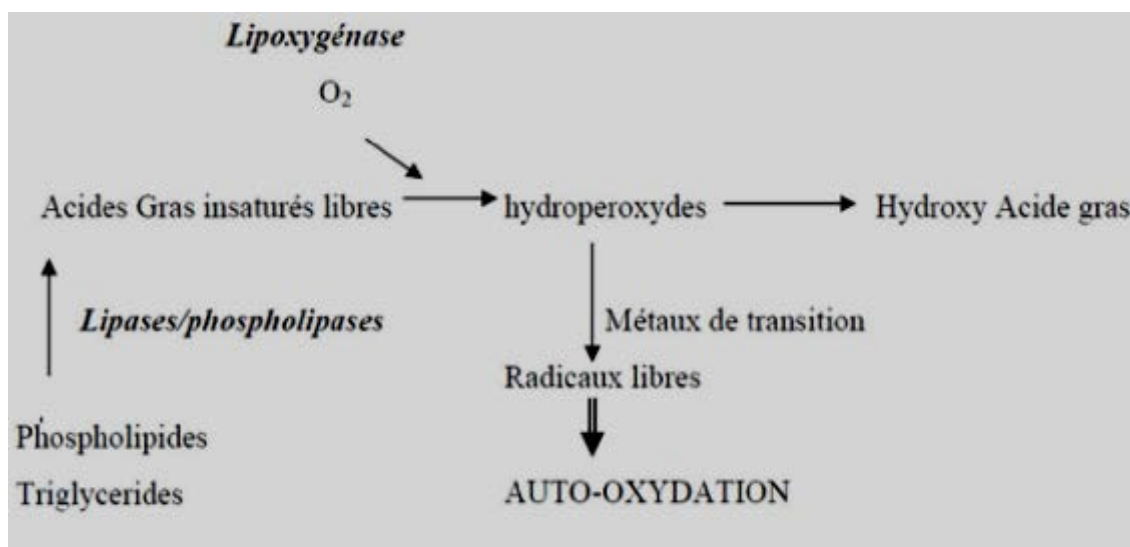 Lipoxygénase
O2
Acides Gras insaturés libres
hydroperoxydes
Hydroxy Acide gras
Lipases/phospholipases
Métaux de transition
Radicaux libres
Phospholipides
Triglycerides
AUTO-OXYDATION